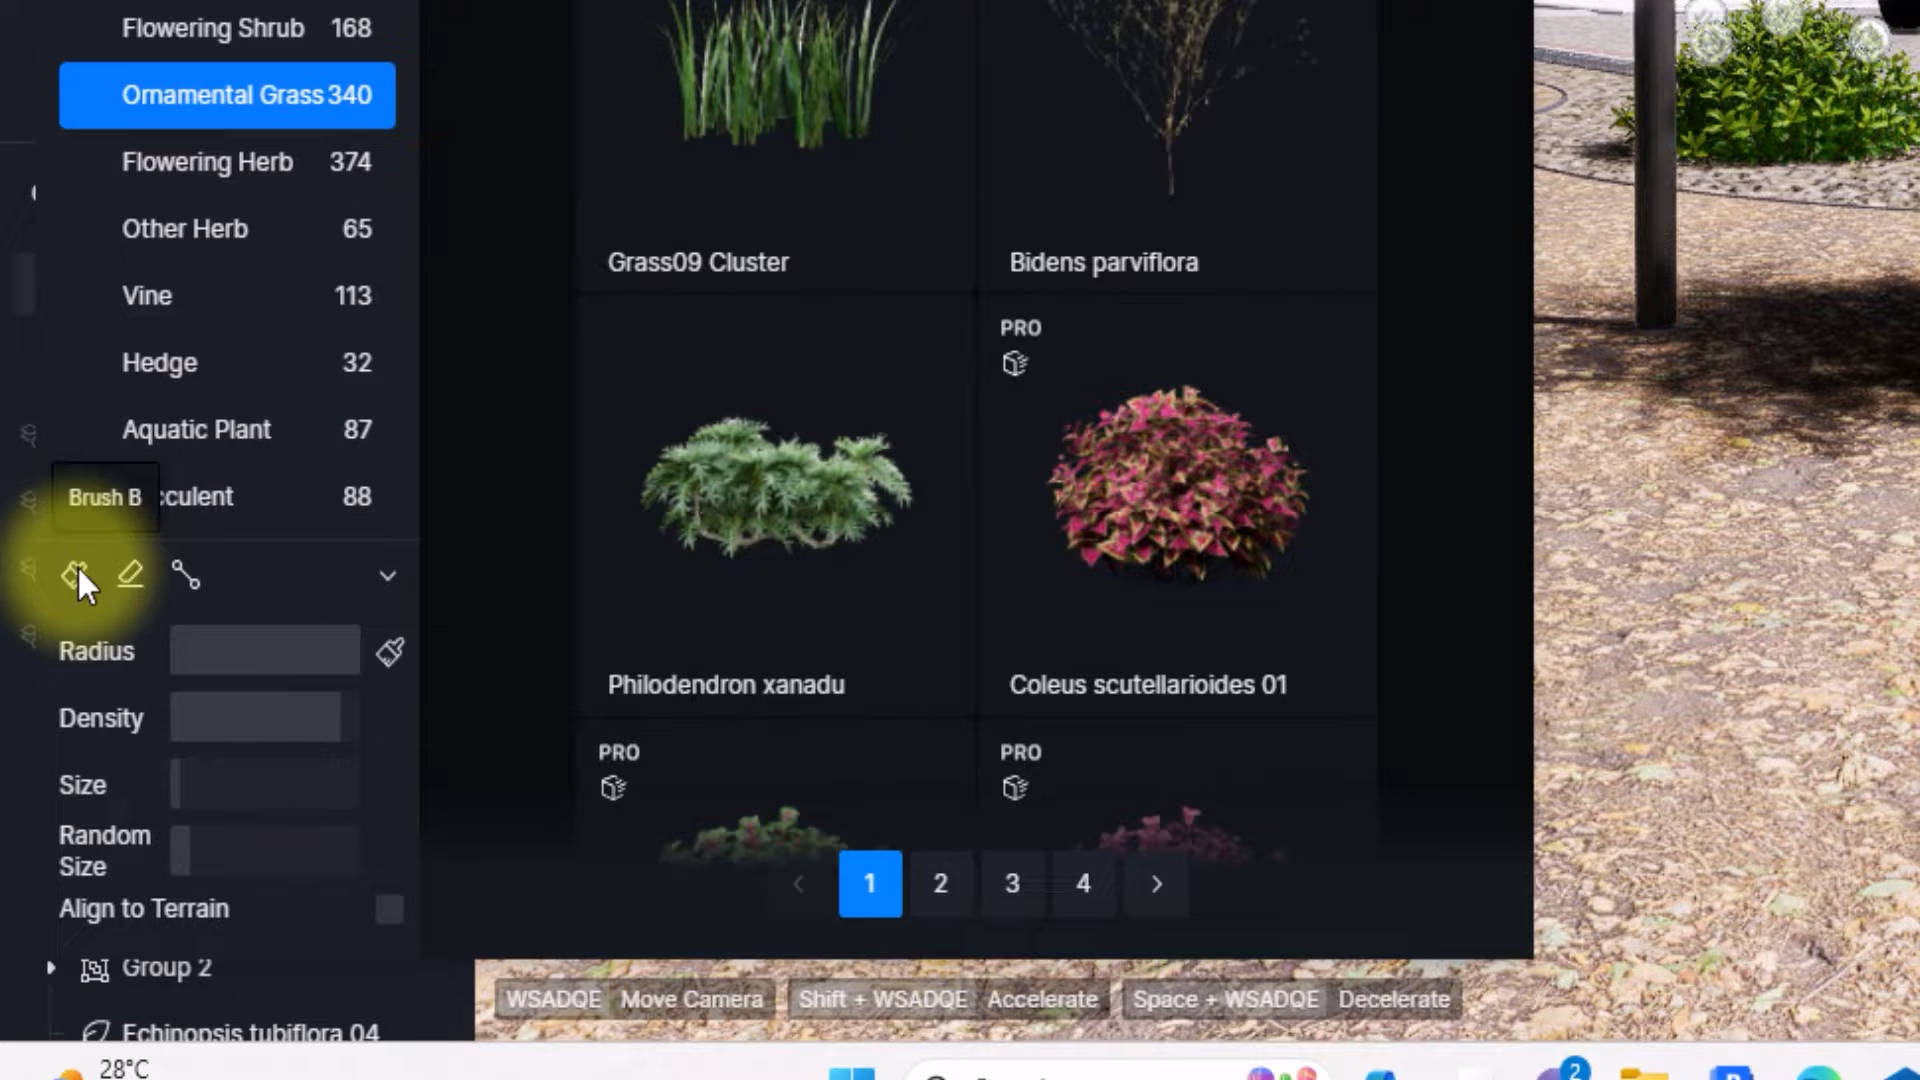 Flowering Shrub 168
Ornamental Grass 340
Flowering Herb 374
Other Herb 65
Vine 113
Hedge 32
Aquatic Plant 87
Brush B
cculent 88
Radius
Density
Size
Random
Size
Align to Terrain
Group 2
Echinopsis tubiflora 04
Grass09 Cluster
Bidens parviflora
PRO
Philodendron xanadu
Coleus scutellarioides 01
PRO
PRO
1 2 3 4
WSADQE Move Camera Shift + WSADQE Accelerate Space + WSADQE Decelerate
28°C
2